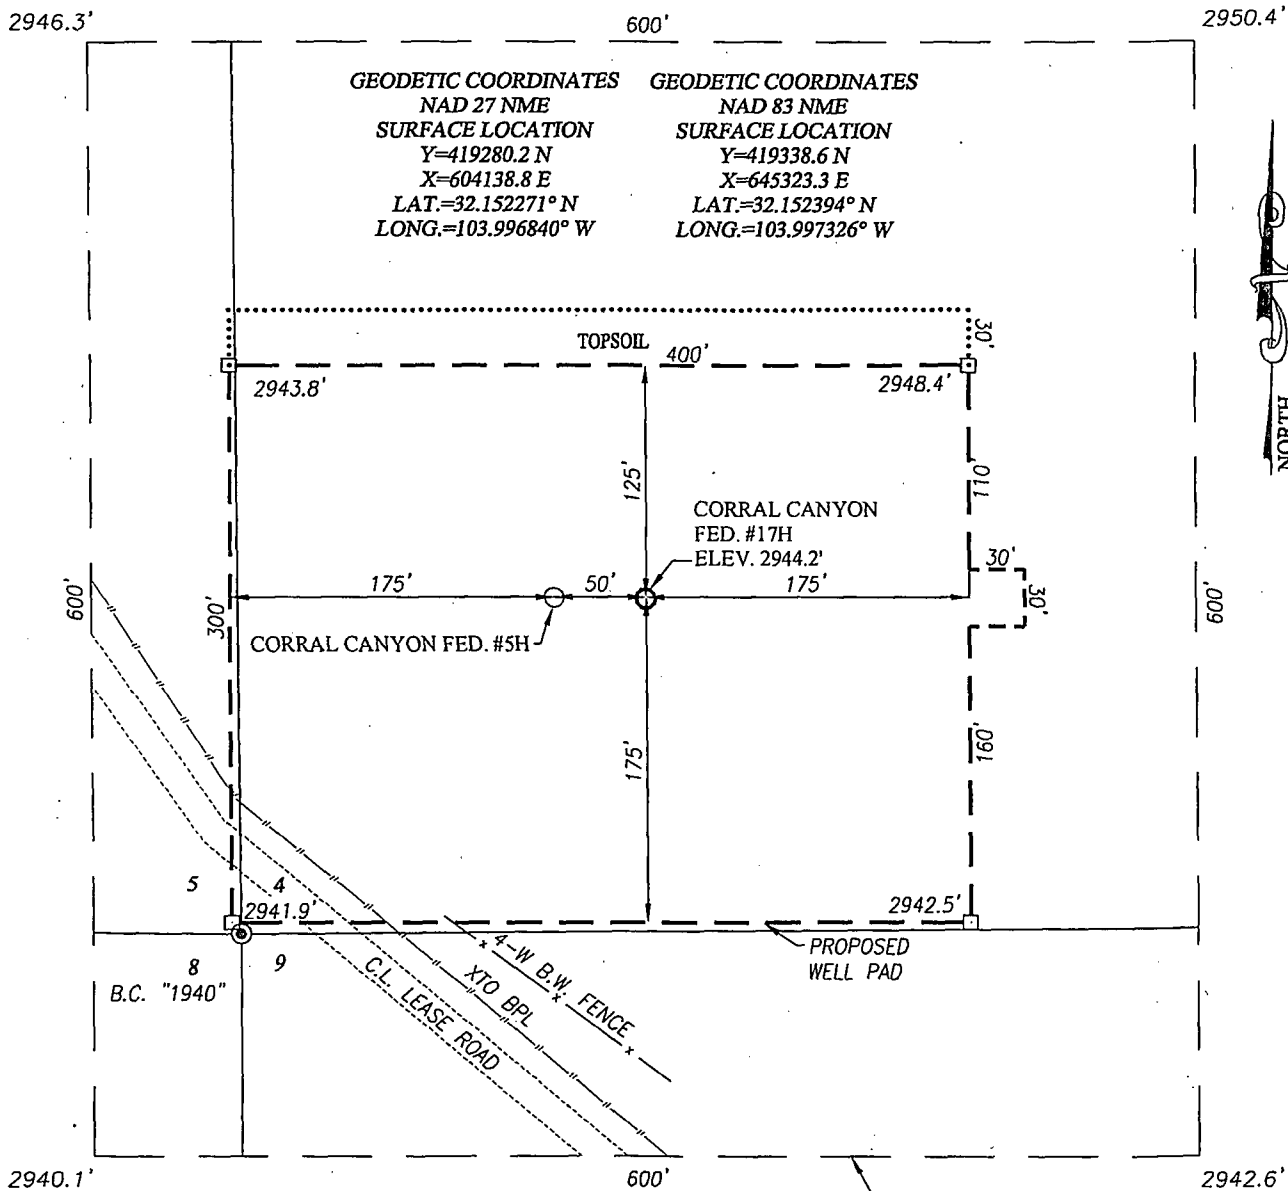 2946.3'
600'
2950.4'
GEODETIC COORDINATES
NAD 27 NME
SURFACE LOCATION
Y=419280.2 N
X=604138.8 E
LAT.=32.152271° N
LONG.=103.996840° W
GEODETIC COORDINATES
NAD 83 NME
SURFACE LOCATION
Y=419338.6 N
X=645323.3 E
LAT.=32.152394° N
LONG.=103.997326° W
NORTH
TOPSOIL
30'
400'
2943.8'
2948.4'
125'
110'
CORRAL CANYON
FED. #17H
ELEV. 2944.2'
600'
300'
175'
50'
175'
30'
30'
600'
CORRAL CANYON FED. #5H
175'
160'
5
4
2941.9'
2942.5'
8
9
B.C. "1940"
PROPOSED
WELL PAD
4-W B.W. FENCE
XTO BPL
C.L. LEASE ROAD
2940.1'
600'
2942.6'